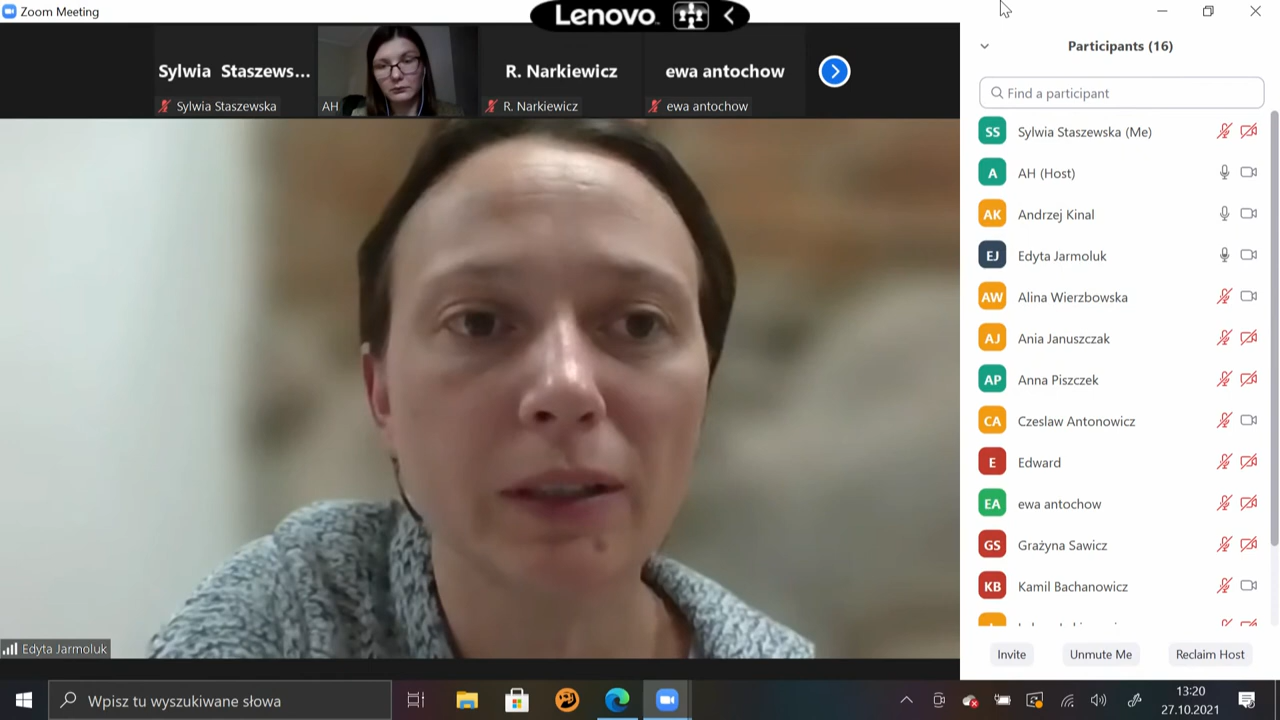 Zoom Meeting
Lenovo
Sylwia Staszews...
R. Narkiewicz
ewa antochow
Sylwia Staszewska
AH
R. Narkiewicz
ewa antochow
Edyta Jarmoluk
Participants (16)
Find a participant
SS Sylwia Staszewska (Me)
A AH (Host)
AK Andrzej Kinal
EJ Edyta Jarmoluk
AW Alina Wierzbowska
AJ Ania Januszczak
AP Anna Piszczek
CA Czeslaw Antonowicz
E Edward
EA ewa antochow
GS Grażyna Sawicz
KB Kamil Bachanowicz
Invite
Unmute Me
Reclaim Host
Wpisz tu wyszukiwane słowa
13:20
27.10.2021